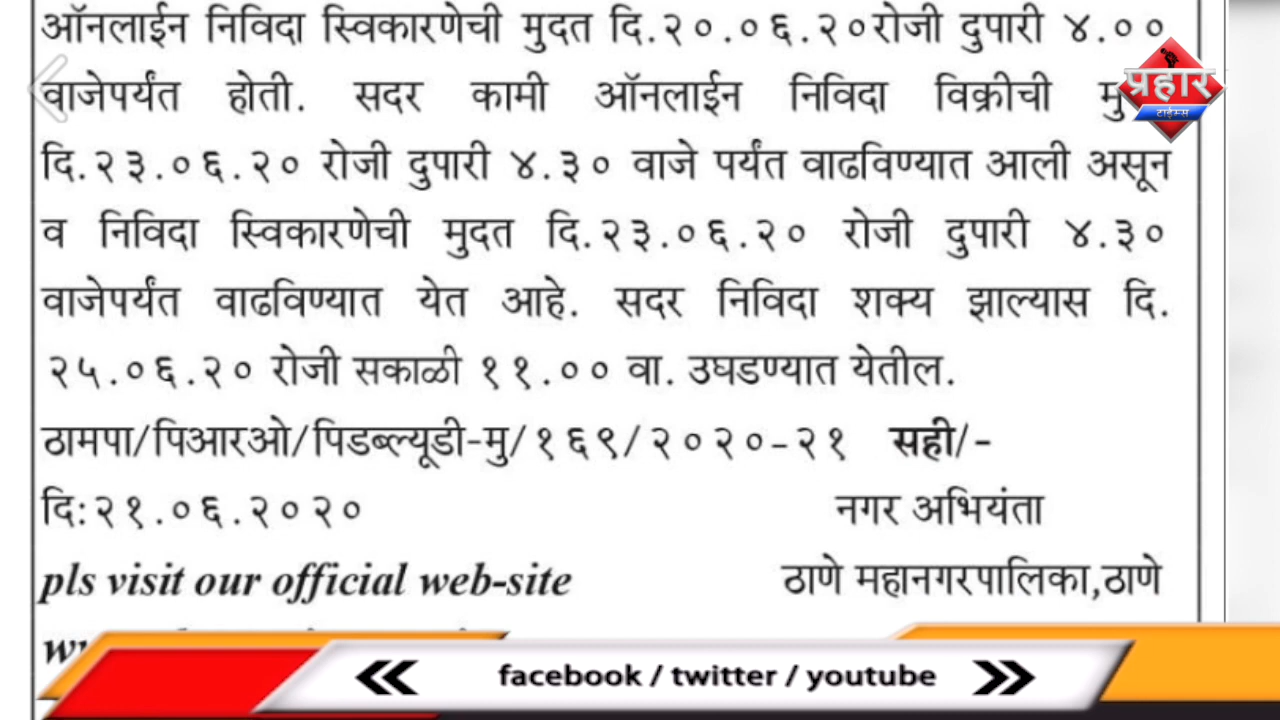 ऑनलाईन निविदा स्विकारणेची मुदत दि.२०.०६.२०रोजी दुपारी ४.००
वाजेपर्यंत होती. सदर कामी ऑनलाईन निविदा विक्रीची
दि.२३.०६.२० रोजी दुपारी ४.३० वाजे पर्यंत वाढविण्यात आली असून
व निविदा स्विकारणेची मुदत दि.२३.०६.२० रोजी दुपारी ४.३०
वाजेपर्यंत वाढविण्यात येत आहे. सदर निविदा शक्य झाल्यास दि.
२५.०६.२० रोजी सकाळी ११.०० वा. उघडण्यात येतील.
ठामपा/पिआरओ/पिडब्ल्यूडी-मु/१६९/२०२०-२१ सही/-
दि:२१.०६.२०२० नगर अभियंता
pls visit our official web-site ठाणे महानगरपालिका,ठाणे
प्रहार
टाईम्स
facebook / twitter / youtube